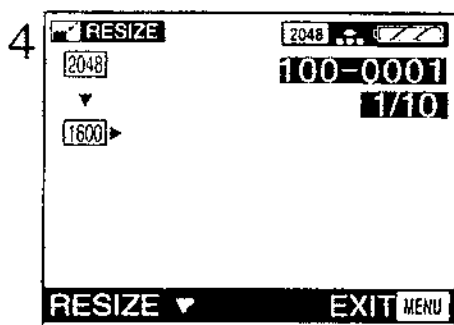 4
RESIZE 2048
2048 100-0001
▼ 1/10
1600 ►
RESIZE ▼ EXIT MENU